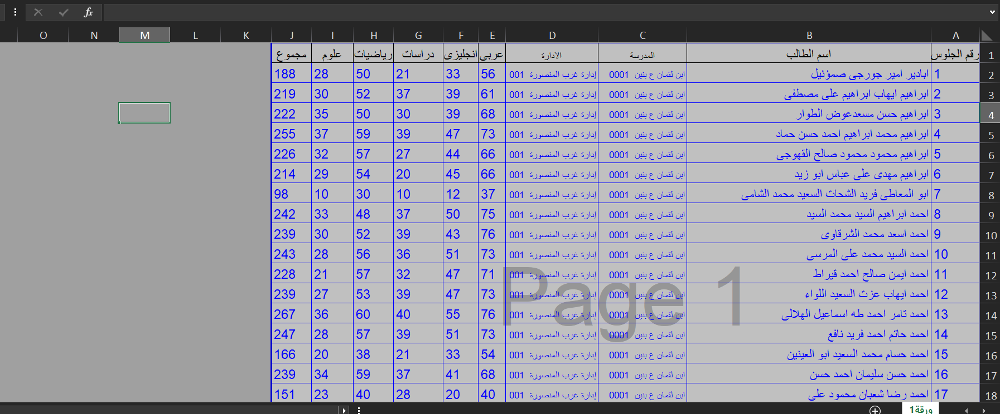 fx
A B C D E F G H I J K L M N O
1 رقم الجلوس اسم الطالب المدرسة الادارة عربى انجليزى دراسات رياضيات علوم مجموع
2 1 ابادير امير جورجى صموئيل ابن لقمان ع بنين 0001 إدارة غرب المنصورة 001 56 33 21 50 28 188
3 2 ابراهيم ايهاب ابراهيم على مصطفى ابن لقمان ع بنين 0001 إدارة غرب المنصورة 001 61 39 37 52 30 219
4 3 ابراهيم حسن مسعدعوض الطوار ابن لقمان ع بنين 0001 إدارة غرب المنصورة 001 68 39 30 50 35 222
5 4 ابراهيم محمد ابراهيم احمد حسن حماد ابن لقمان ع بنين 0001 إدارة غرب المنصورة 001 73 47 39 59 37 255
6 5 ابراهيم محمود محمود صالح القهوجى ابن لقمان ع بنين 0001 إدارة غرب المنصورة 001 66 44 27 57 32 226
7 6 ابراهيم مهدى على عباس ابو زيد ابن لقمان ع بنين 0001 إدارة غرب المنصورة 001 66 45 20 54 29 214
8 7 ابو المعاطى فريد الشحات السعيد محمد الشامى ابن لقمان ع بنين 0001 إدارة غرب المنصورة 001 37 12 10 30 10 98
9 8 احمد ابراهيم السيد محمد السيد ابن لقمان ع بنين 0001 إدارة غرب المنصورة 001 75 50 37 48 33 242
10 9 احمد اسعد محمد الشرقاوى ابن لقمان ع بنين 0001 إدارة غرب المنصورة 001 76 43 39 52 30 239
11 10 احمد السيد محمد على المرسى ابن لقمان ع بنين 0001 إدارة غرب المنصورة 001 73 51 36 56 28 243
12 11 احمد ايمن صالح احمد قيراط ابن لقمان ع بنين 0001 إدارة غرب المنصورة 001 71 47 32 57 21 228
13 12 احمد ايهاب عزت السعيد اللواء ابن لقمان ع بنين 0001 إدارة غرب المنصورة 001 73 47 39 53 27 239
14 13 احمد تامر احمد طه اسماعيل الهلالى ابن لقمان ع بنين 0001 إدارة غرب المنصورة 001 76 55 40 60 36 267
15 14 احمد حاتم احمد فريد نافع ابن لقمان ع بنين 0001 إدارة غرب المنصورة 001 73 51 39 57 28 247
16 15 احمد حسام محمد السعيد ابو العينين ابن لقمان ع بنين 0001 إدارة غرب المنصورة 001 54 33 21 38 20 166
17 16 احمد حسن سليمان احمد حسن ابن لقمان ع بنين 0001 إدارة غرب المنصورة 001 68 41 37 59 34 239
18 17 احمد رضا شعبان محمود على ابن لقمان ع بنين 0001 إدارة غرب المنصورة 001 40 20 28 40 23 151
Page 1
ورقة1